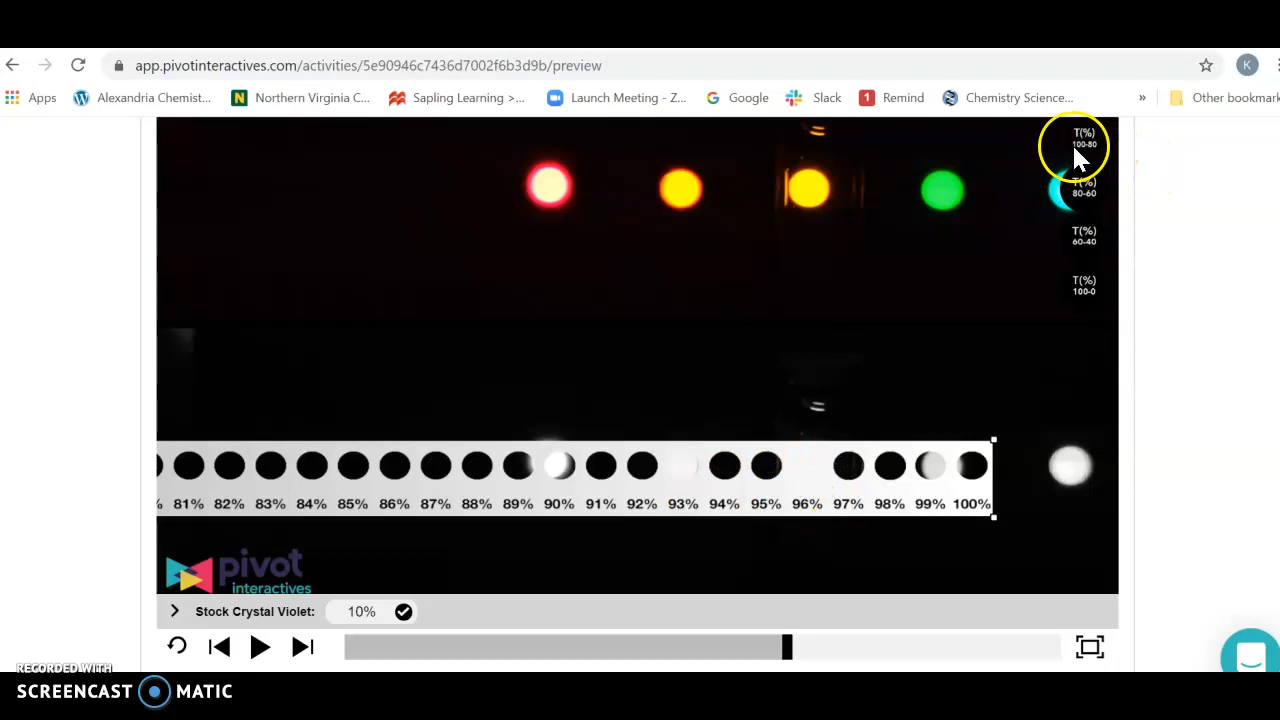 app.pivotinteractives.com/activities/5e90946c7436d7002f6b3d9b/preview
K
Apps Alexandria Chemist... Northern Virginia C... Sapling Learning >... Launch Meeting - Z... Google Slack Remind Chemistry Science... » Other bookmar
T(%)
100-80
T(%)
80-60
T(%)
60-40
T(%)
100-0
% 81% 82% 83% 84% 85% 86% 87% 88% 89% 90% 91% 92% 93% 94% 95% 96% 97% 98% 99% 100%
pivot
interactives
Stock Crystal Violet: 10%
RECORDED WITH
SCREENCAST MATIC